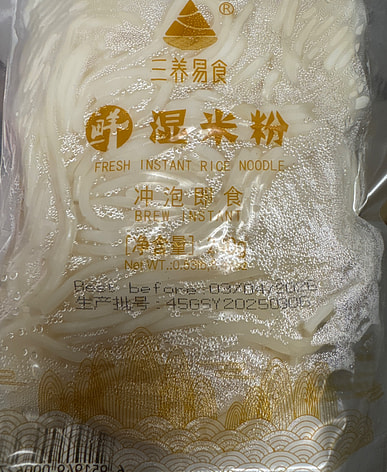 ®
三养易食
鲜 湿米粉
FRESH INSTANT RICE NOODLE
冲泡即食
BREW INSTANT
[净含量]
Net WT.:
Best before:
生产批号:45GSY2025030